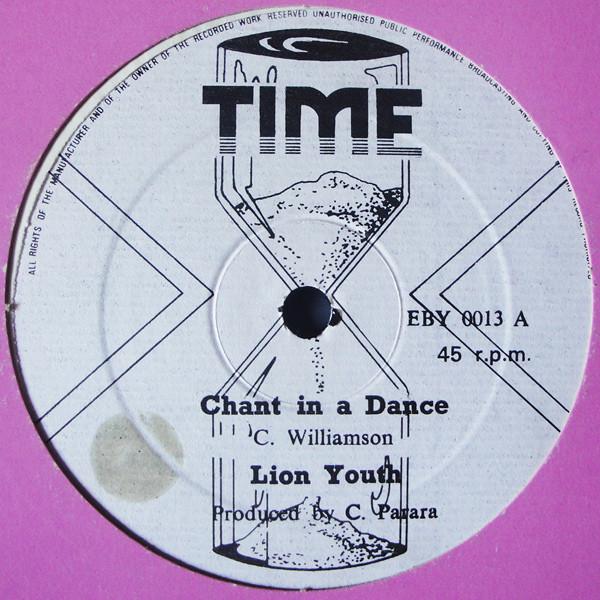 ALL RIGHTS OF THE MANUFACTURER AND OF THE OWNER OF THE RECORDED WORK RESERVED UNAUTHORISED PUBLIC PERFORMANCE BROADCASTING AND COPYING
TIME
EBY 0013 A
45 r.p.m.
Chant in a Dance
C. Williamson
Lion Youth
Produced by C. Parara